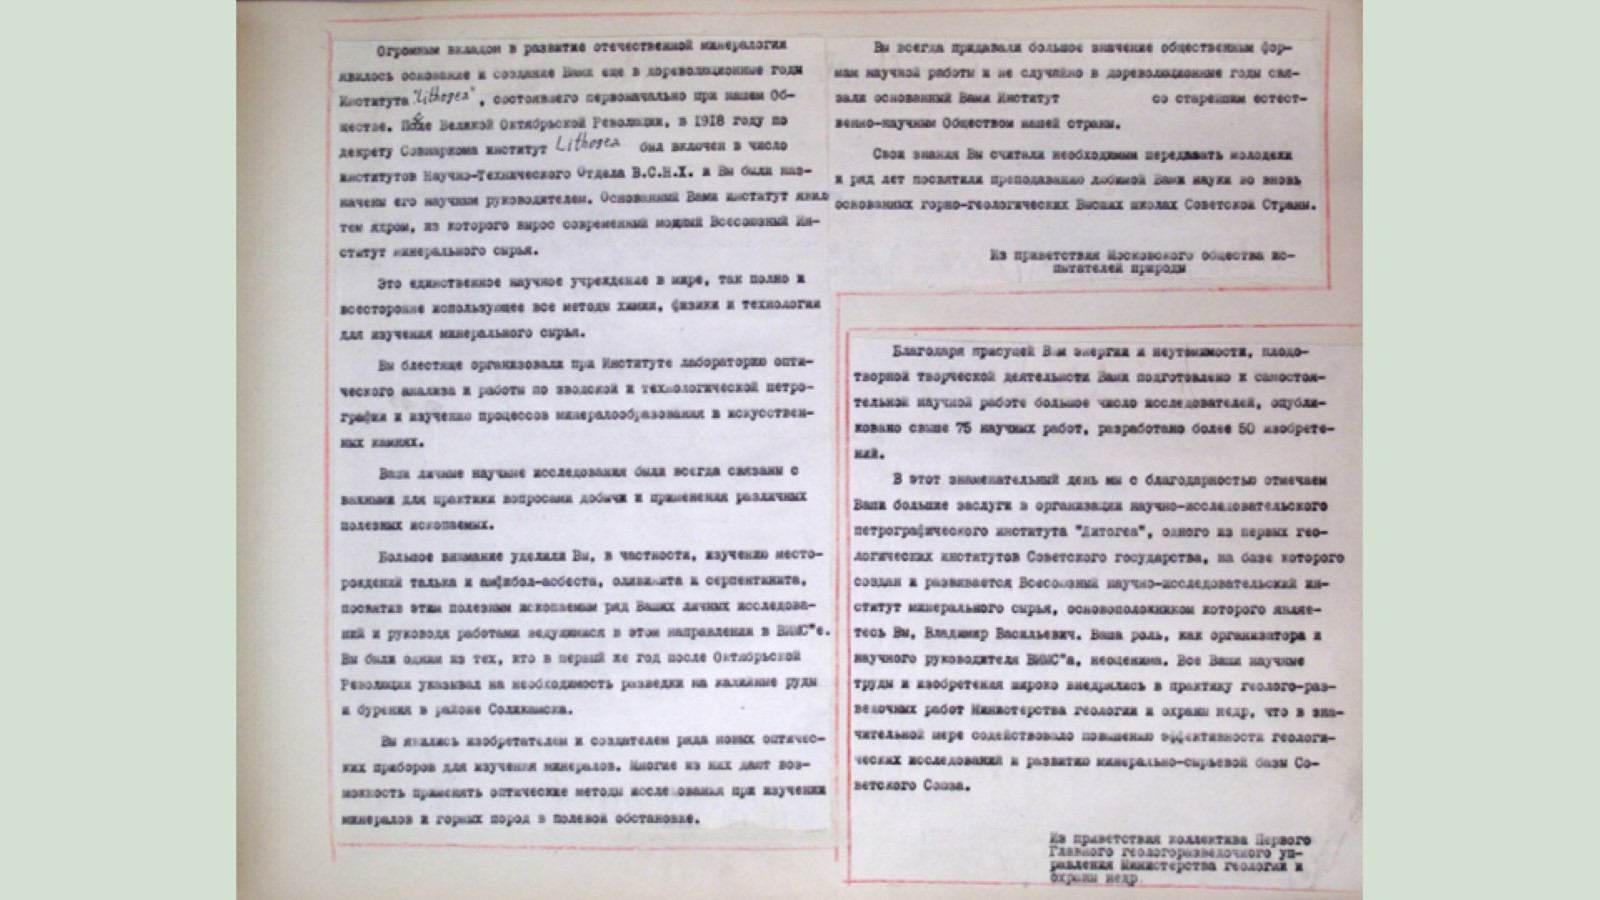 Огромным вкладом в развитие отечественной минералогии
явилось основание и создание Вами еще в дореволюционные годы
Института "Lithogea", состоявшего первоначально при нашем Об-
ществе. После Великой Октябрьской Революции, в 1918 году по
декрету Совнаркома институт Lithogea был включен в число
институтов Научно-Технического Отдела В.С.Н.Х. и Вы были наз-
начены его научным руководителем. Основанный Вами институт явил
тем ядром, из которого вырос современный мощный Всесоюзный Ин-
ститут минерального сырья.
Это единственное научное учреждение в мире, так полно и
всесторонне использующее все методы химии, физики и технологии
для изучения минерального сырья.
Вы блестяще организовали при Институте лабораторию опти-
ческого анализа и работы по заводской и технологической петро-
графии и изучению процессов минералообразования в искусствен-
ных камнях.
Ваши личные научные исследования были всегда связаны с
важными для практики вопросами добычи и применения различных
полезных ископаемых.
Большое внимание уделили Вы, в частности, изучению место-
рождений талька и амфибол-асбеста, оливинита и серпентинита,
посвятив этим полезным ископаемым ряд Ваших личных исследова-
ний и руководя работами ведущимися в этом направлении в ВИМС"е.
Вы были одним из тех, кто в первый же год после Октябрьской
Революции указывал на необходимость разведки на калийные руды
и бурения в районе Соликамска.
Вы явились изобретателем и создателем ряда новых оптичес-
ких приборов для изучения минералов. Многие из них дают воз-
можность применять оптические методы исследования при изучении
минералов и горных пород в полевой обстановке.
Вы всегда придавали большое значение общественным фор-
мам научной работы и не случайно в дореволюционные годы свя-
зали основанный Вами Институт со старейшим естест-
венно-научным Обществом нашей страны.
Свои знания Вы считали необходимым передавать молодежи
и ряд лет посвятили преподаванию любимой Вами науки во вновь
основанных горно-геологических Высших школах Советской Страны.
Из приветствия Московского общества ис-
пытателей природы
Благодаря присущей Вам энергии и неутомимости, плодо-
творной творческой деятельности Вами подготовлено к самостоя-
тельной научной работе большое число исследователей, опубли-
ковано свыше 75 научных работ, разработано более 50 изобрете-
ний.
В этот знаменательный день мы с благодарностью отмечаем
Ваши большие заслуги в организации научно-исследовательского
петрографического института "Литогеа", одного из первых гео-
логических институтов Советского государства, на базе которого
создан и развивается Всесоюзный научно-исследовательский ин-
ститут минерального сырья, основоположником которого являе-
тесь Вы, Владимир Васильевич. Ваша роль, как организатора и
научного руководителя ВИМС"а, неоценима. Все Ваши научные
труды и изобретения широко внедрялись в практику геолого-раз-
ведочных работ Министерства геологии и охраны недр, что в зна-
чительной мере содействовало повышению эффективности геологи-
ческих исследований и развитию минерально-сырьевой базы Со-
ветского Союза.
Из приветствия коллектива Первого
Главного геологоразведочного уп-
равления Министерства геологии и
охраны недр